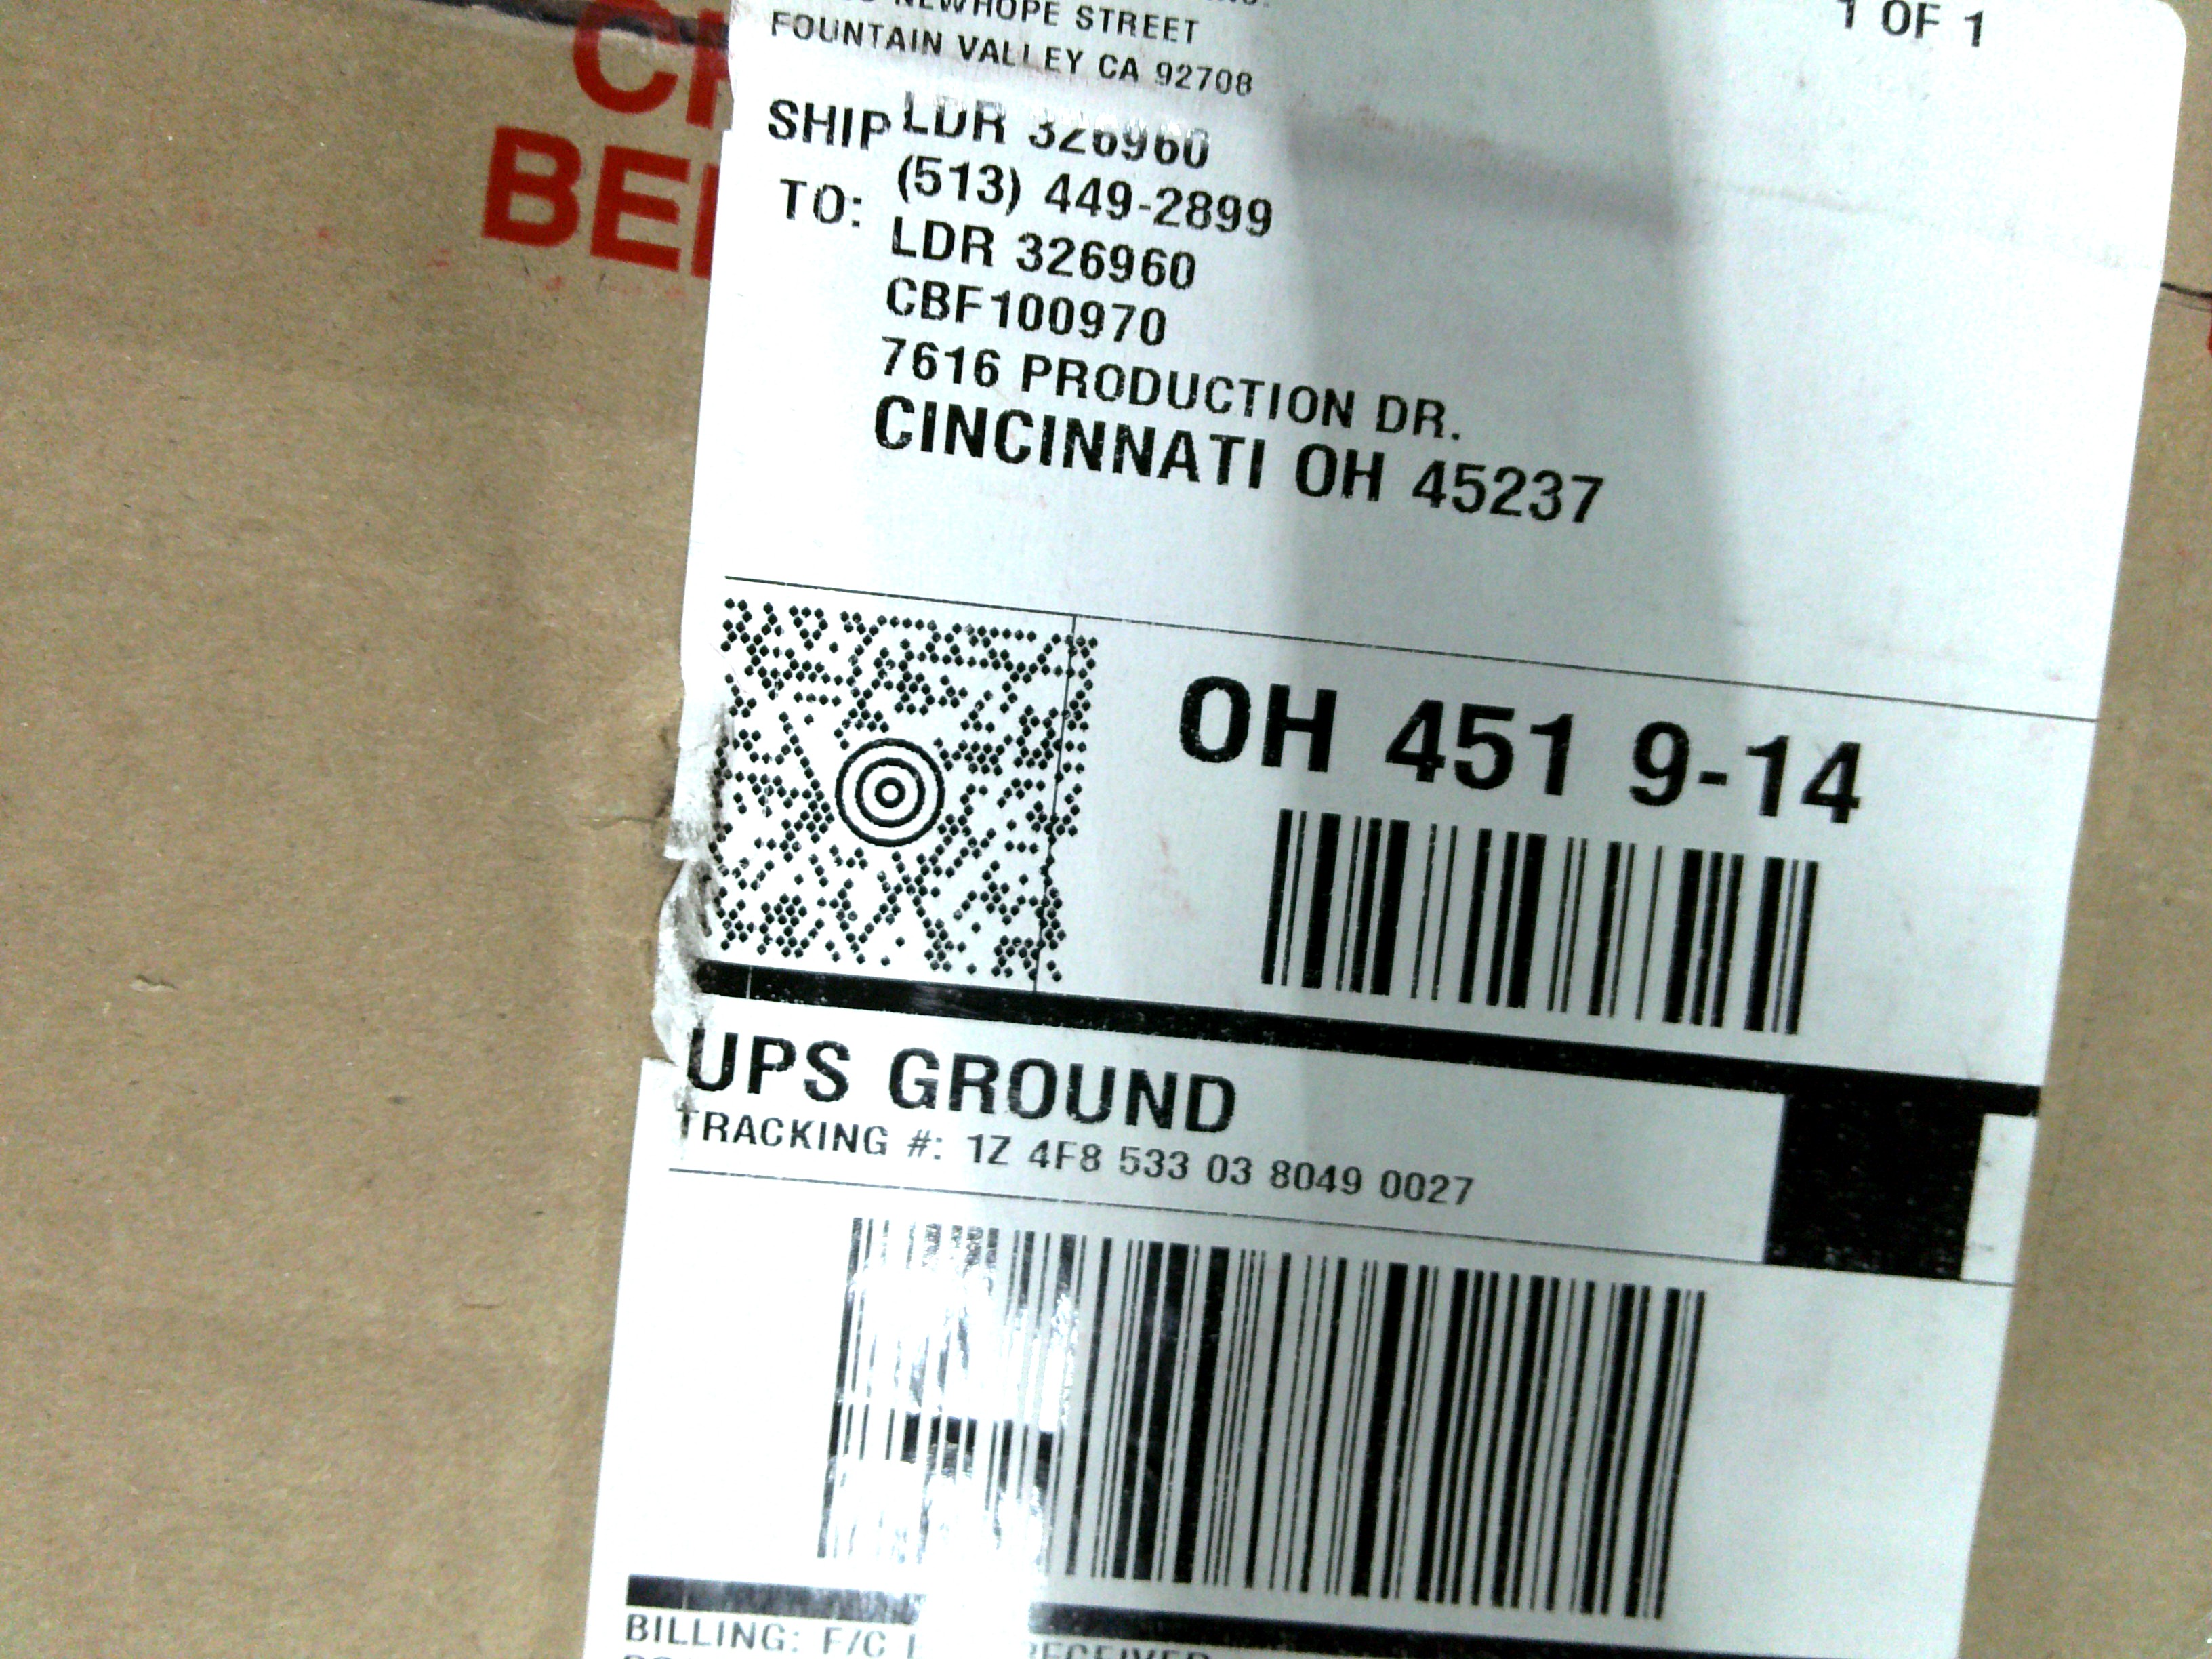 NEWHOPE STREET
FOUNTAIN VALLEY CA 92708
1 OF 1
SHIP TO:
LDR 326960
(513) 449-2899
LDR 326960
CBF100970
7616 PRODUCTION DR.
CINCINNATI OH 45237
BE
OH 451 9-14
UPS GROUND
TRACKING #: 1Z 4F8 533 03 8049 0027
BILLING: F/C